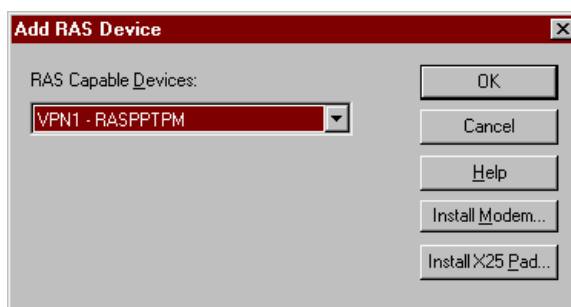 Add RAS Device
RAS Capable Devices:
VPN1 - RASPPTPM
OK
Cancel
Help
Install Modem...
Install X25 Pad...